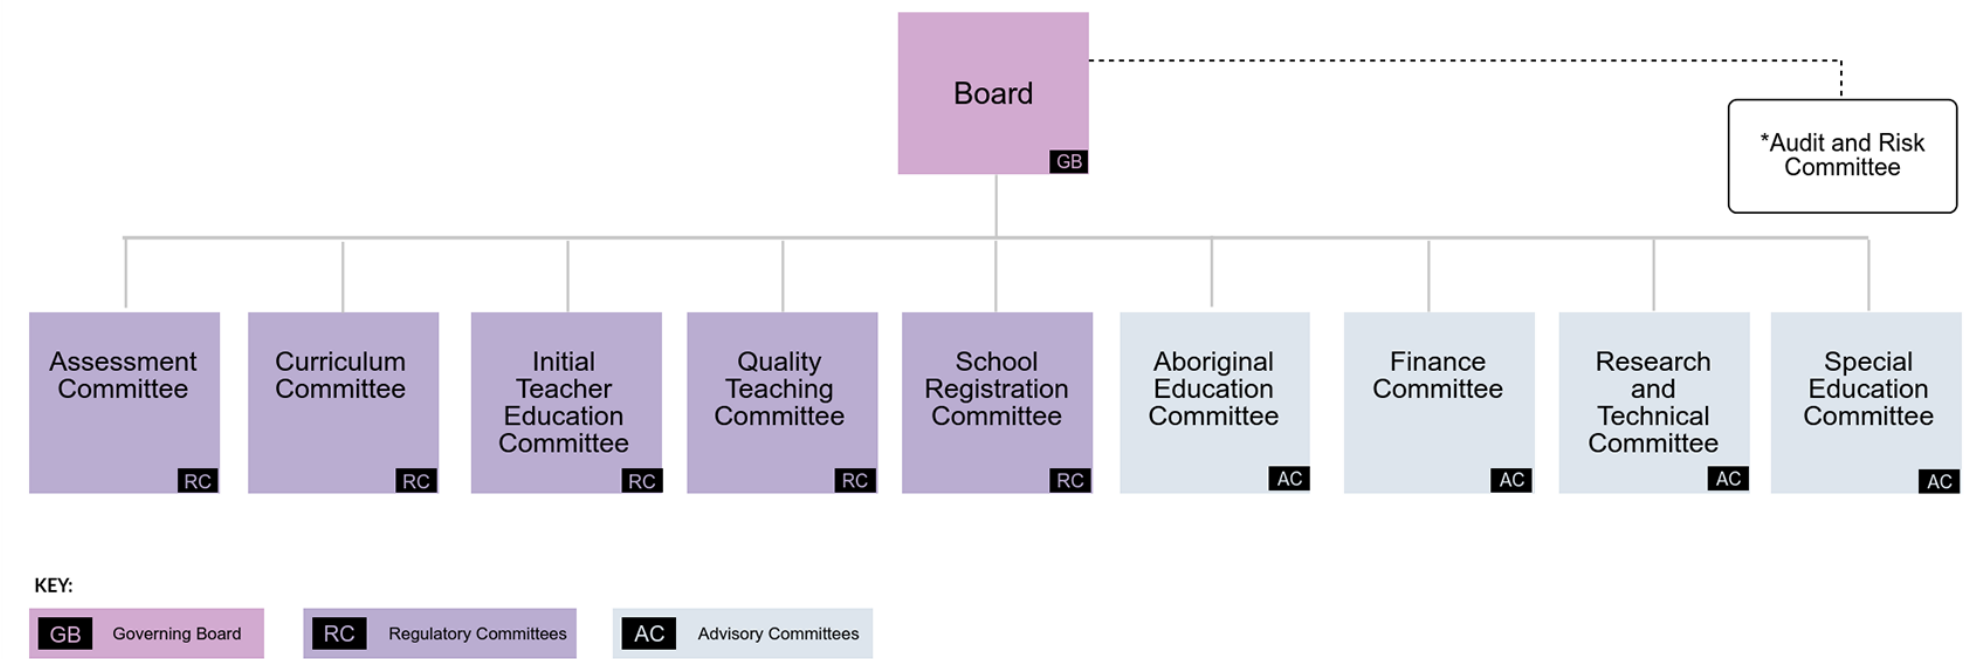 Board
GB
*Audit and Risk
Committee
Assessment
Committee
RC
Curriculum
Committee
RC
Initial
Teacher
Education
Committee
RC
Quality
Teaching
Committee
RC
School
Registration
Committee
RC
Aboriginal
Education
Committee
AC
Finance
Committee
AC
Research
and
Technical
Committee
AC
Special
Education
Committee
AC
KEY:
GB Governing Board
RC Regulatory Committees
AC Advisory Committees